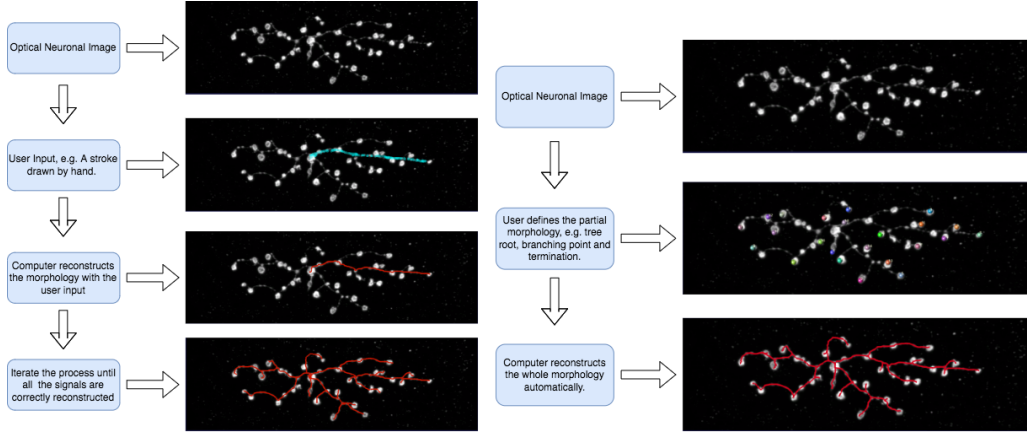 Optical Neuronal Image
User Input, e.g. A stroke
drawn by hand.
Computer reconstructs
the morphology with the
user input
Iterate the process until
all the signals are
correctly reconstructed
Optical Neuronal Image
User defines the partial
morphology, e.g. tree
root, branching point and
termination.
Computer reconstructs
the whole morphology
automatically.